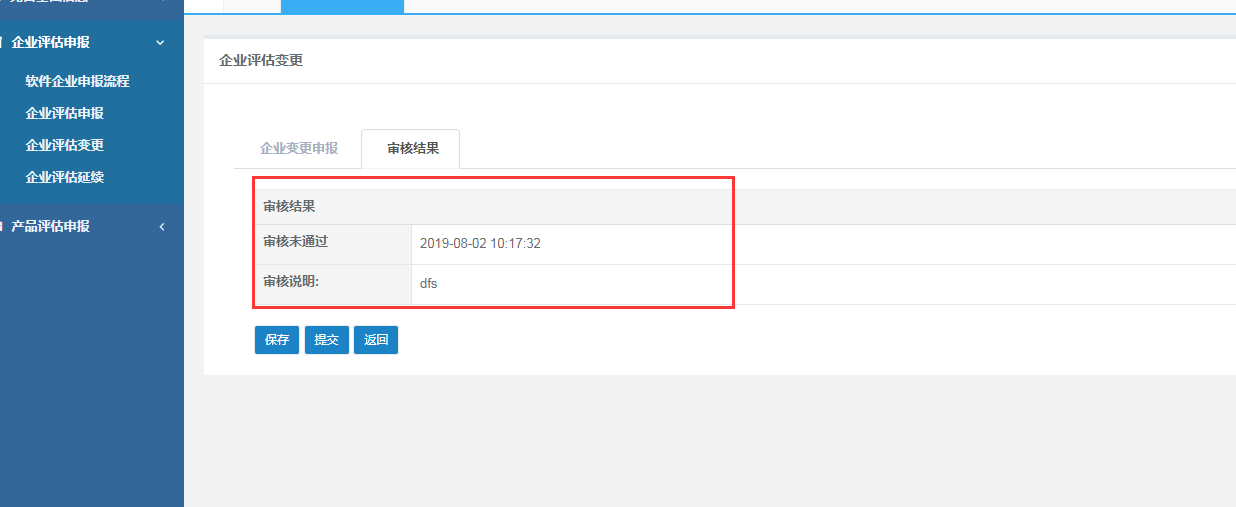 企业评估申报
软件企业申报流程
企业评估申报
企业评估变更
企业评估延续
产品评估申报
企业评估变更
企业变更申报
审核结果
审核结果
审核未通过
2019-08-02 10:17:32
审核说明:
dfs
保存
提交
返回